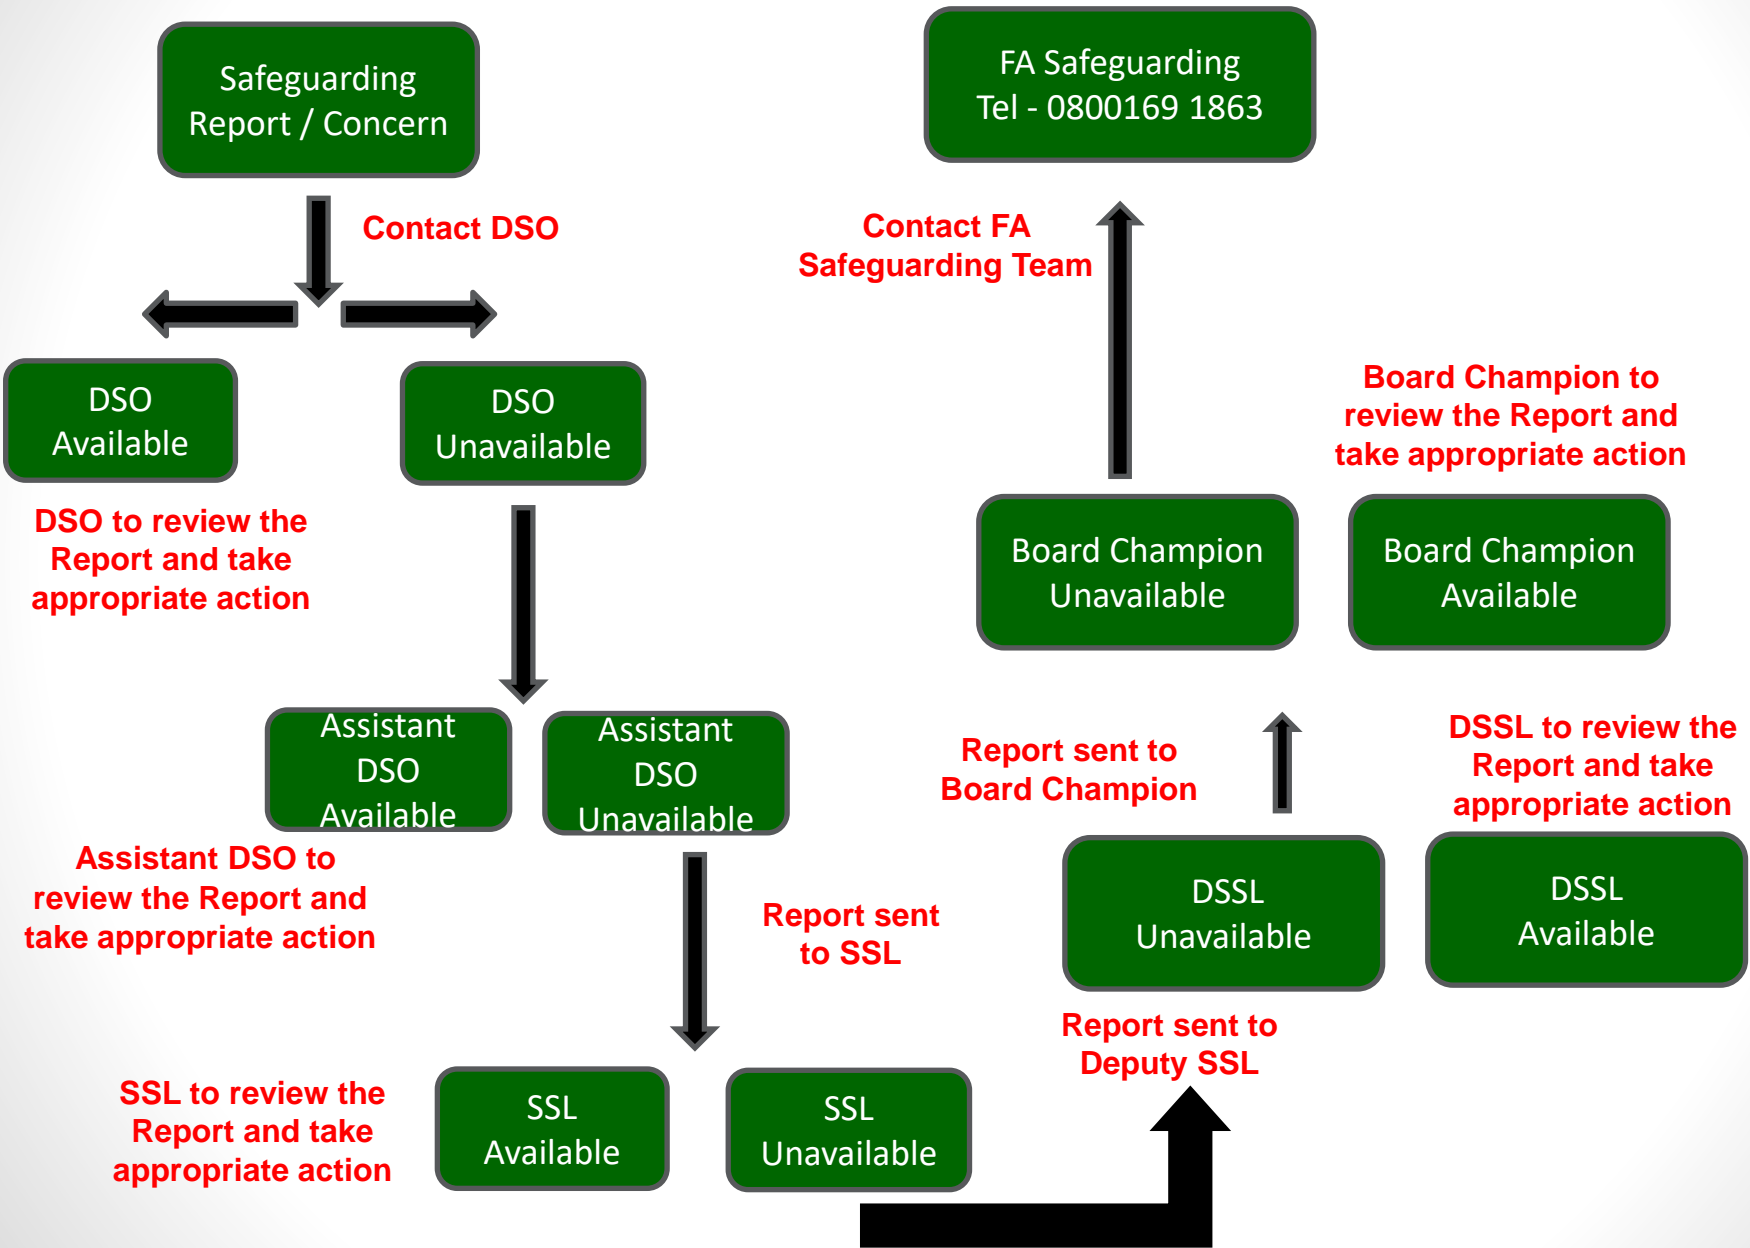 Safeguarding
Report / Concern
Contact DSO
DSO
Available
DSO
Unavailable
DSO to review the
Report and take
appropriate action
Assistant
DSO
Available
Assistant
DSO
Unavailable
Assistant DSO to
review the Report and
take appropriate action
Report sent
to SSL
SSL to review the
Report and take
appropriate action
SSL
Available
SSL
Unavailable
Report sent to
Deputy SSL
DSSL
Unavailable
DSSL
Available
DSSL to review the
Report and take
appropriate action
Report sent to
Board Champion
Board Champion
Unavailable
Board Champion
Available
Board Champion to
review the Report and
take appropriate action
Contact FA
Safeguarding Team
FA Safeguarding
Tel - 0800169 1863